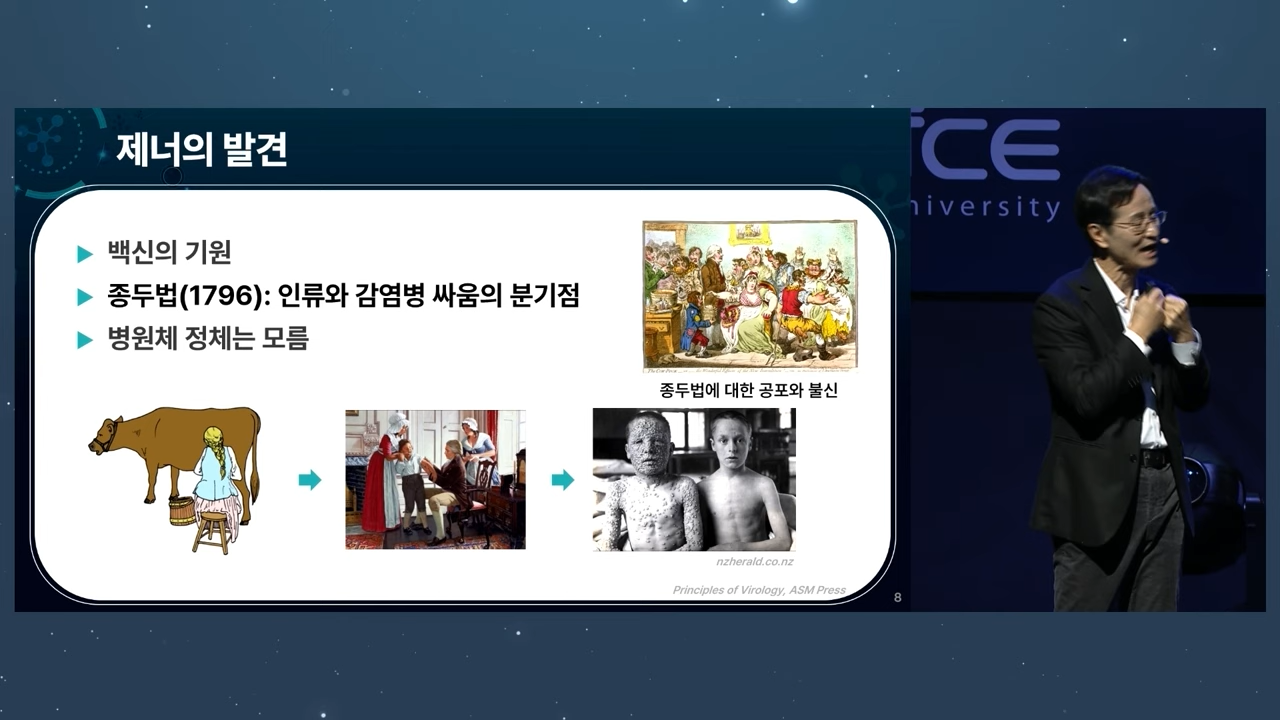 제너의 발견
백신의 기원
종두법(1796): 인류와 감염병 싸움의 분기점
병원체 정체는 모름
종두법에 대한 공포와 불신
nzherald.co.nz
Principles of Virology, ASM Press
8
CE
niversity